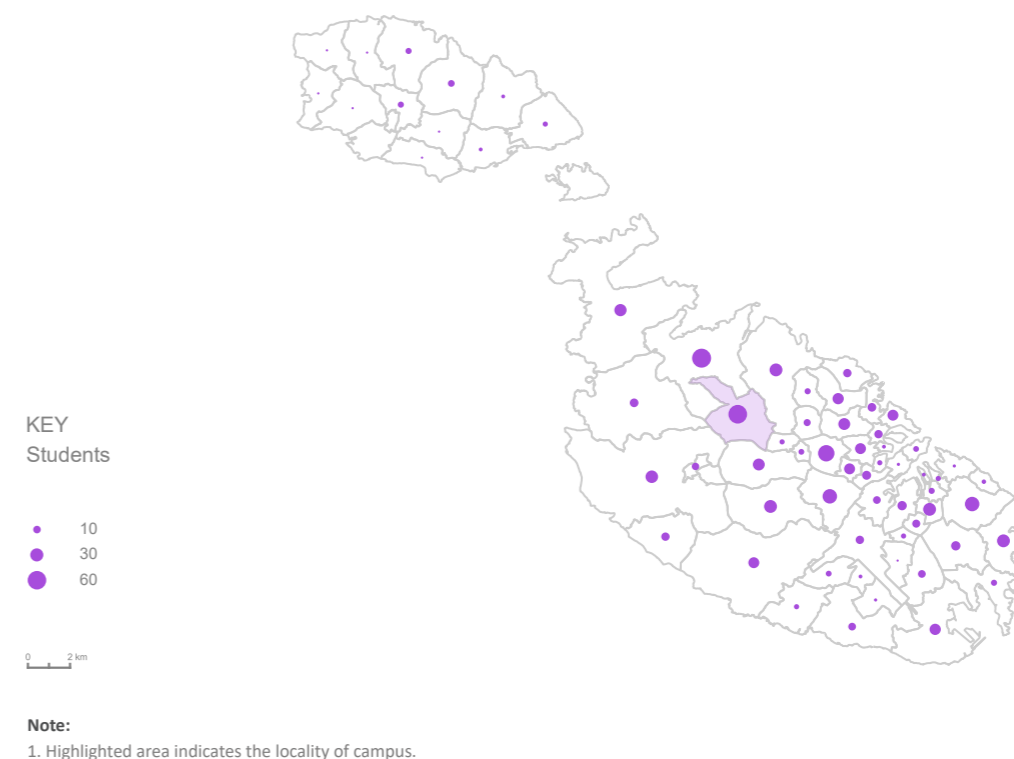 KEY
Students
10
30
60
0 2 km
Note:
1. Highlighted area indicates the locality of campus.